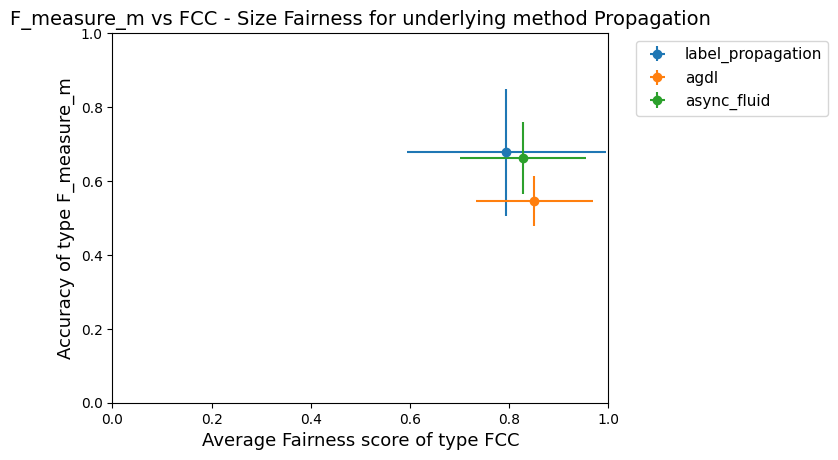 F_measure_m vs FCC - Size Fairness for underlying method Propagation
Accuracy of type F_measure_m
1.0
0.8
0.6
0.4
0.2
0.0
0.0 0.2 0.4 0.6 0.8 1.0
Average Fairness score of type FCC
label_propagation
agdl
async_fluid